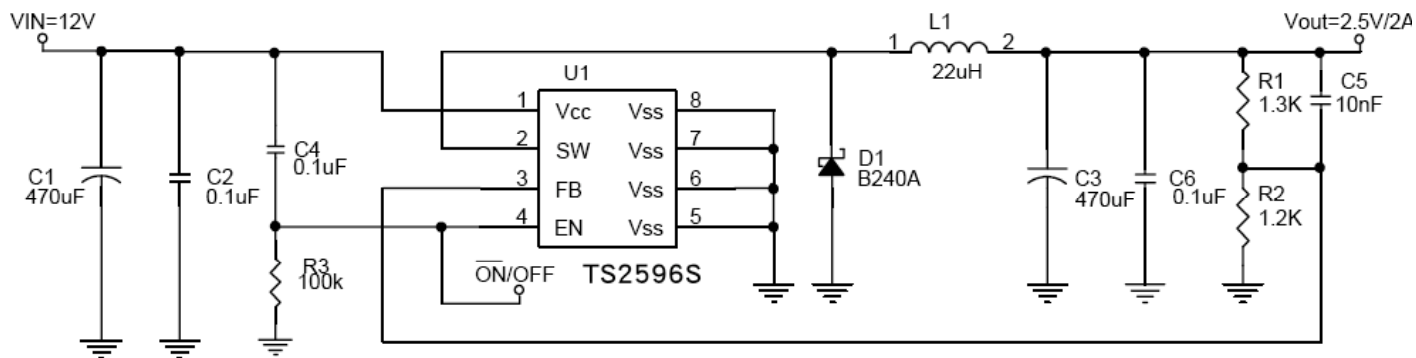 VIN=12V
Vout=2.5V/2A
L1
1 2
22uH
U1
1 Vcc Vss 8
2 SW Vss 7
3 FB Vss 6
4 EN Vss 5
TS2596S
R1
1.3K
C5
10nF
C4
0.1uF
C1
470uF
C2
0.1uF
D1
B240A
C3
470uF
C6
0.1uF
R2
1.2K
R3
100k
ON/OFF